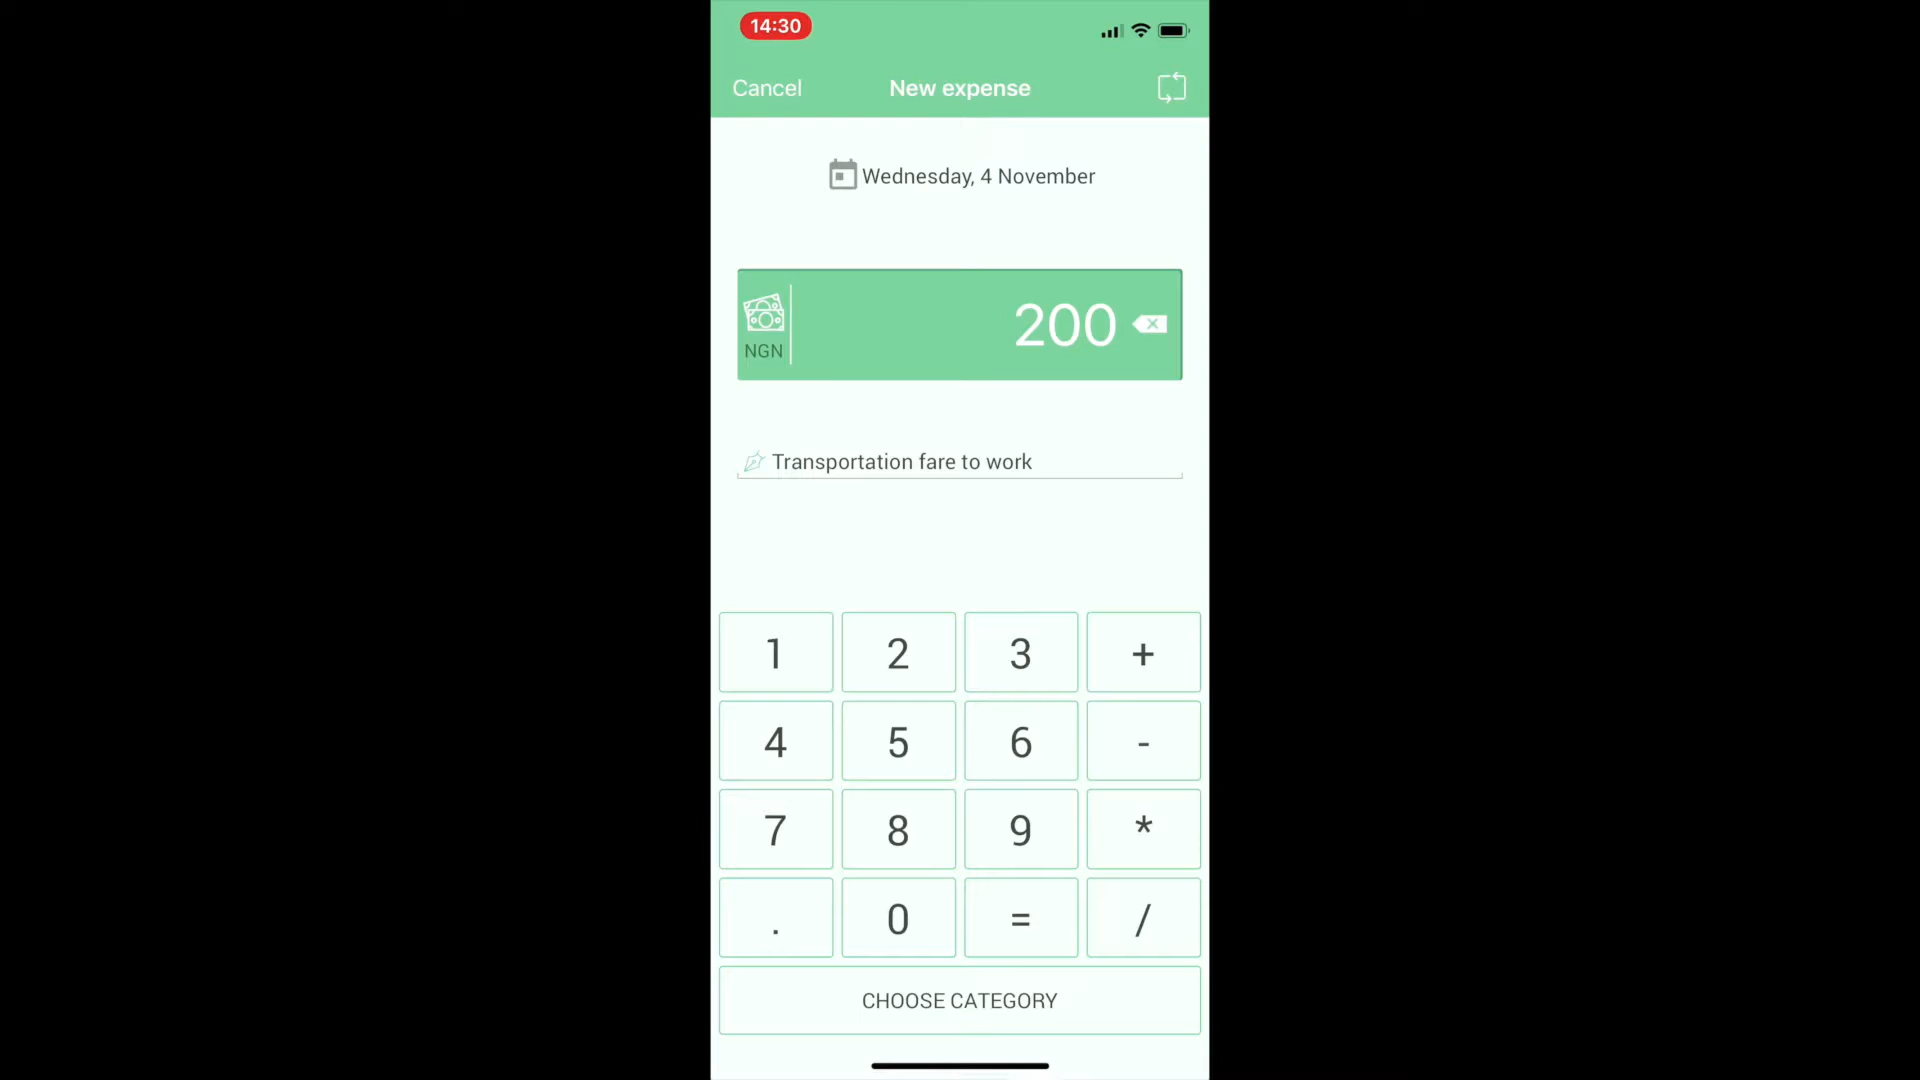 14:30
Cancel New expense
Wednesday, 4 November
200
NGN
Transportation fare to work
1 2 3 +
4 5 6 -
7 8 9 *
. 0 = /
CHOOSE CATEGORY